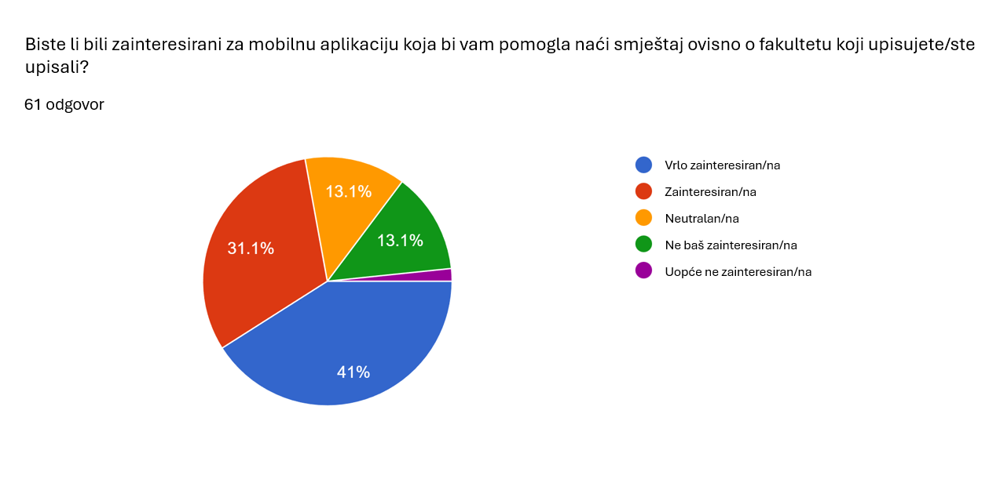 Biste li bili zainteresirani za mobilnu aplikaciju koja bi vam pomogla naći smještaj ovisno o fakultetu koji upisujete/ste
upisali?
61 odgovor
Vrlo zainteresiran/na
Zainteresiran/na
Neutralan/na
Ne baš zainteresiran/na
Uopće ne zainteresiran/na
13.1%
13.1%
31.1%
41%